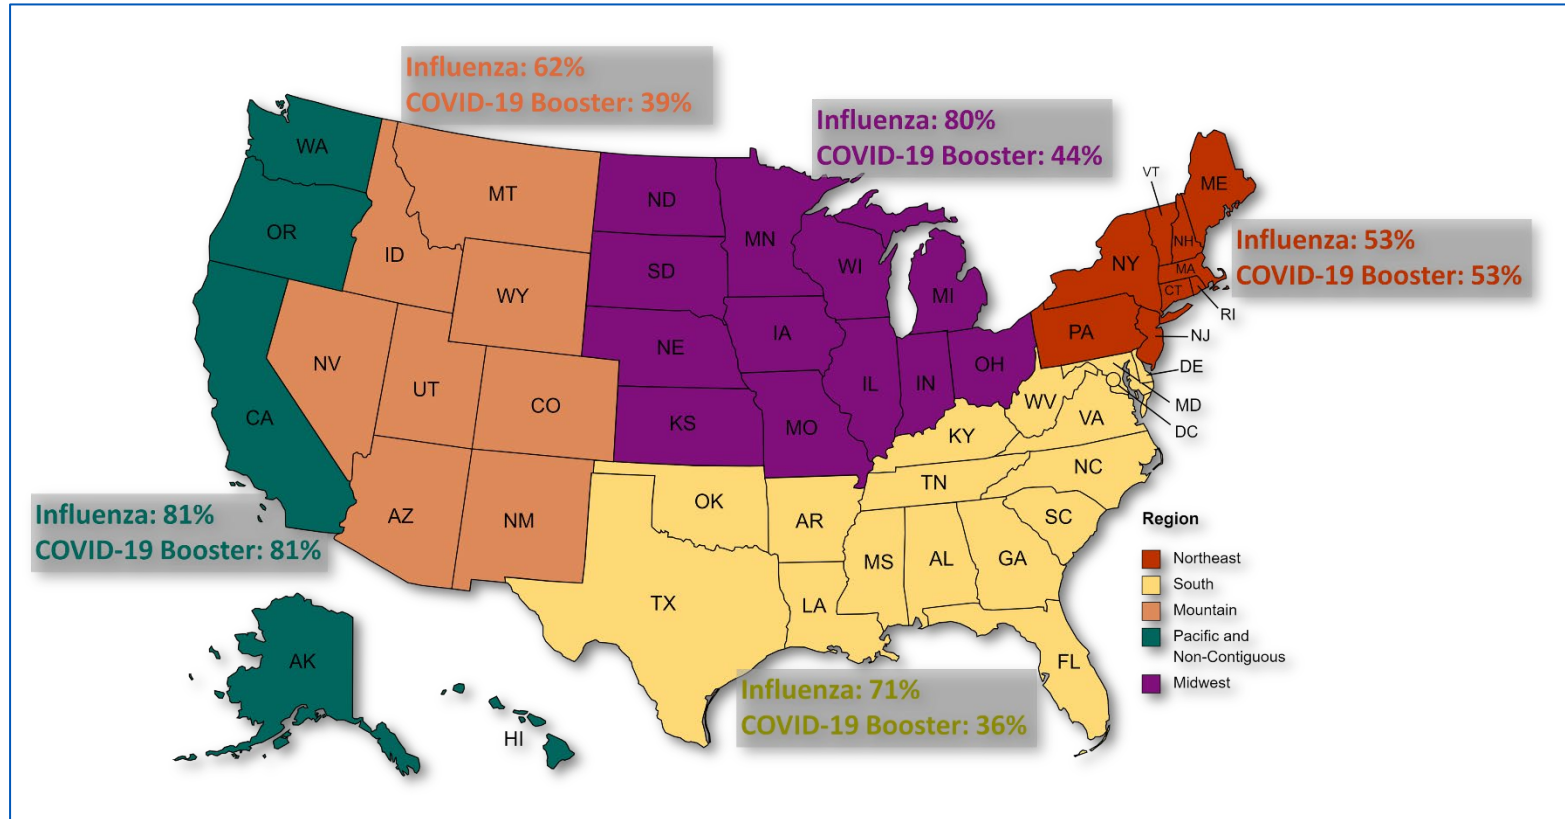 Influenza: 62%
COVID-19 Booster: 39%
Influenza: 80%
COVID-19 Booster: 44%
Influenza: 53%
COVID-19 Booster: 53%
Influenza: 81%
COVID-19 Booster: 81%
Influenza: 71%
COVID-19 Booster: 36%
WA
OR
CA
MT
ID
WY
NV
UT
CO
AZ
NM
ND
SD
NE
KS
MN
IA
MO
WI
IL
MI
IN
OH
VT
ME
NH
NY
MA
CT
RI
PA
NJ
DE
MD
DC
WV
VA
KY
NC
TN
SC
OK
AR
MS
AL
GA
TX
LA
FL
AK
HI
Region
Northeast
South
Mountain
Pacific and
Non-Contiguous
Midwest